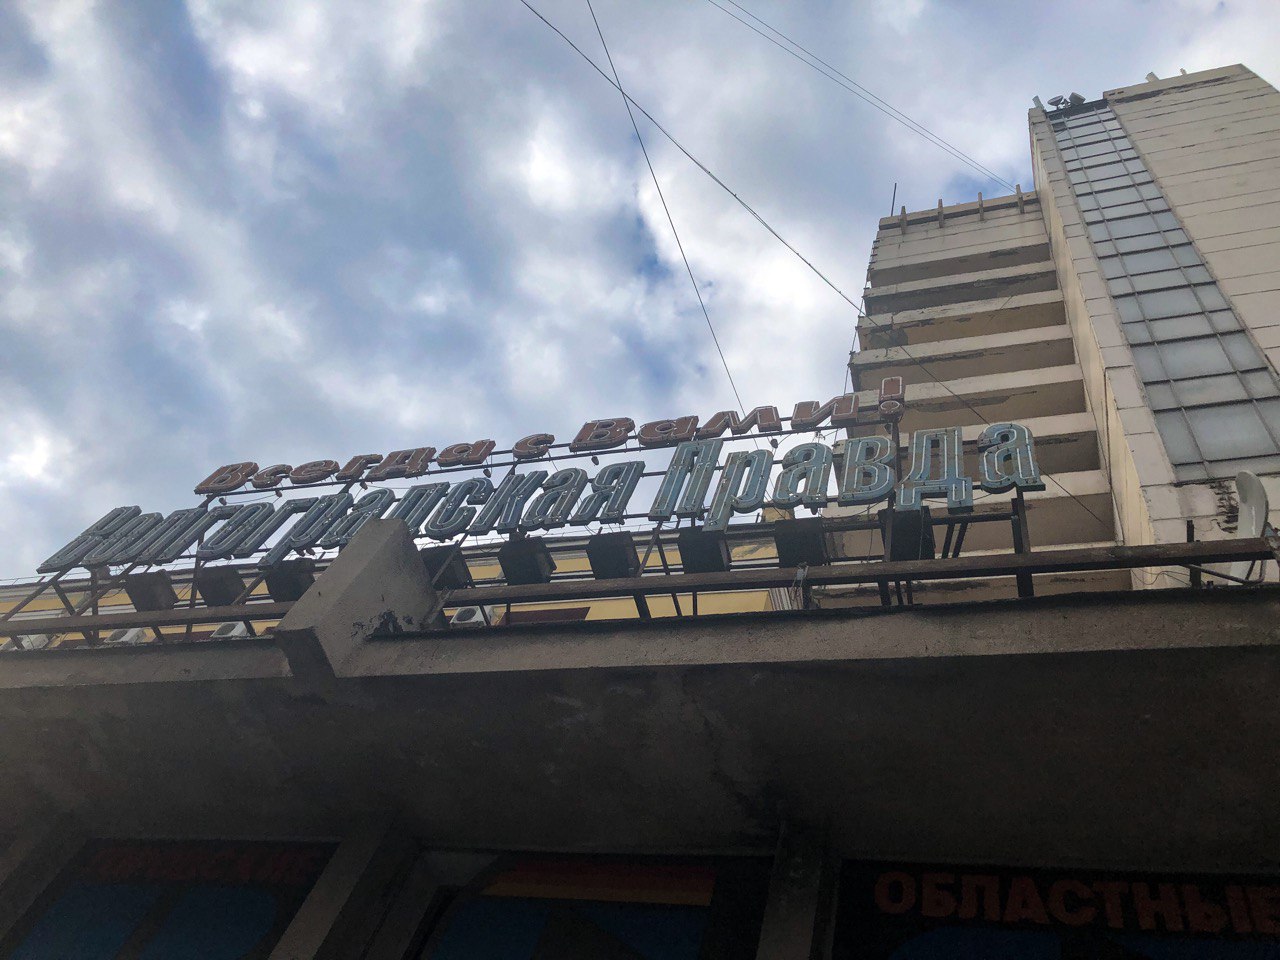 Всегда с Вами!
Волгоградская Правда
ОБЛАСТНЫЕ